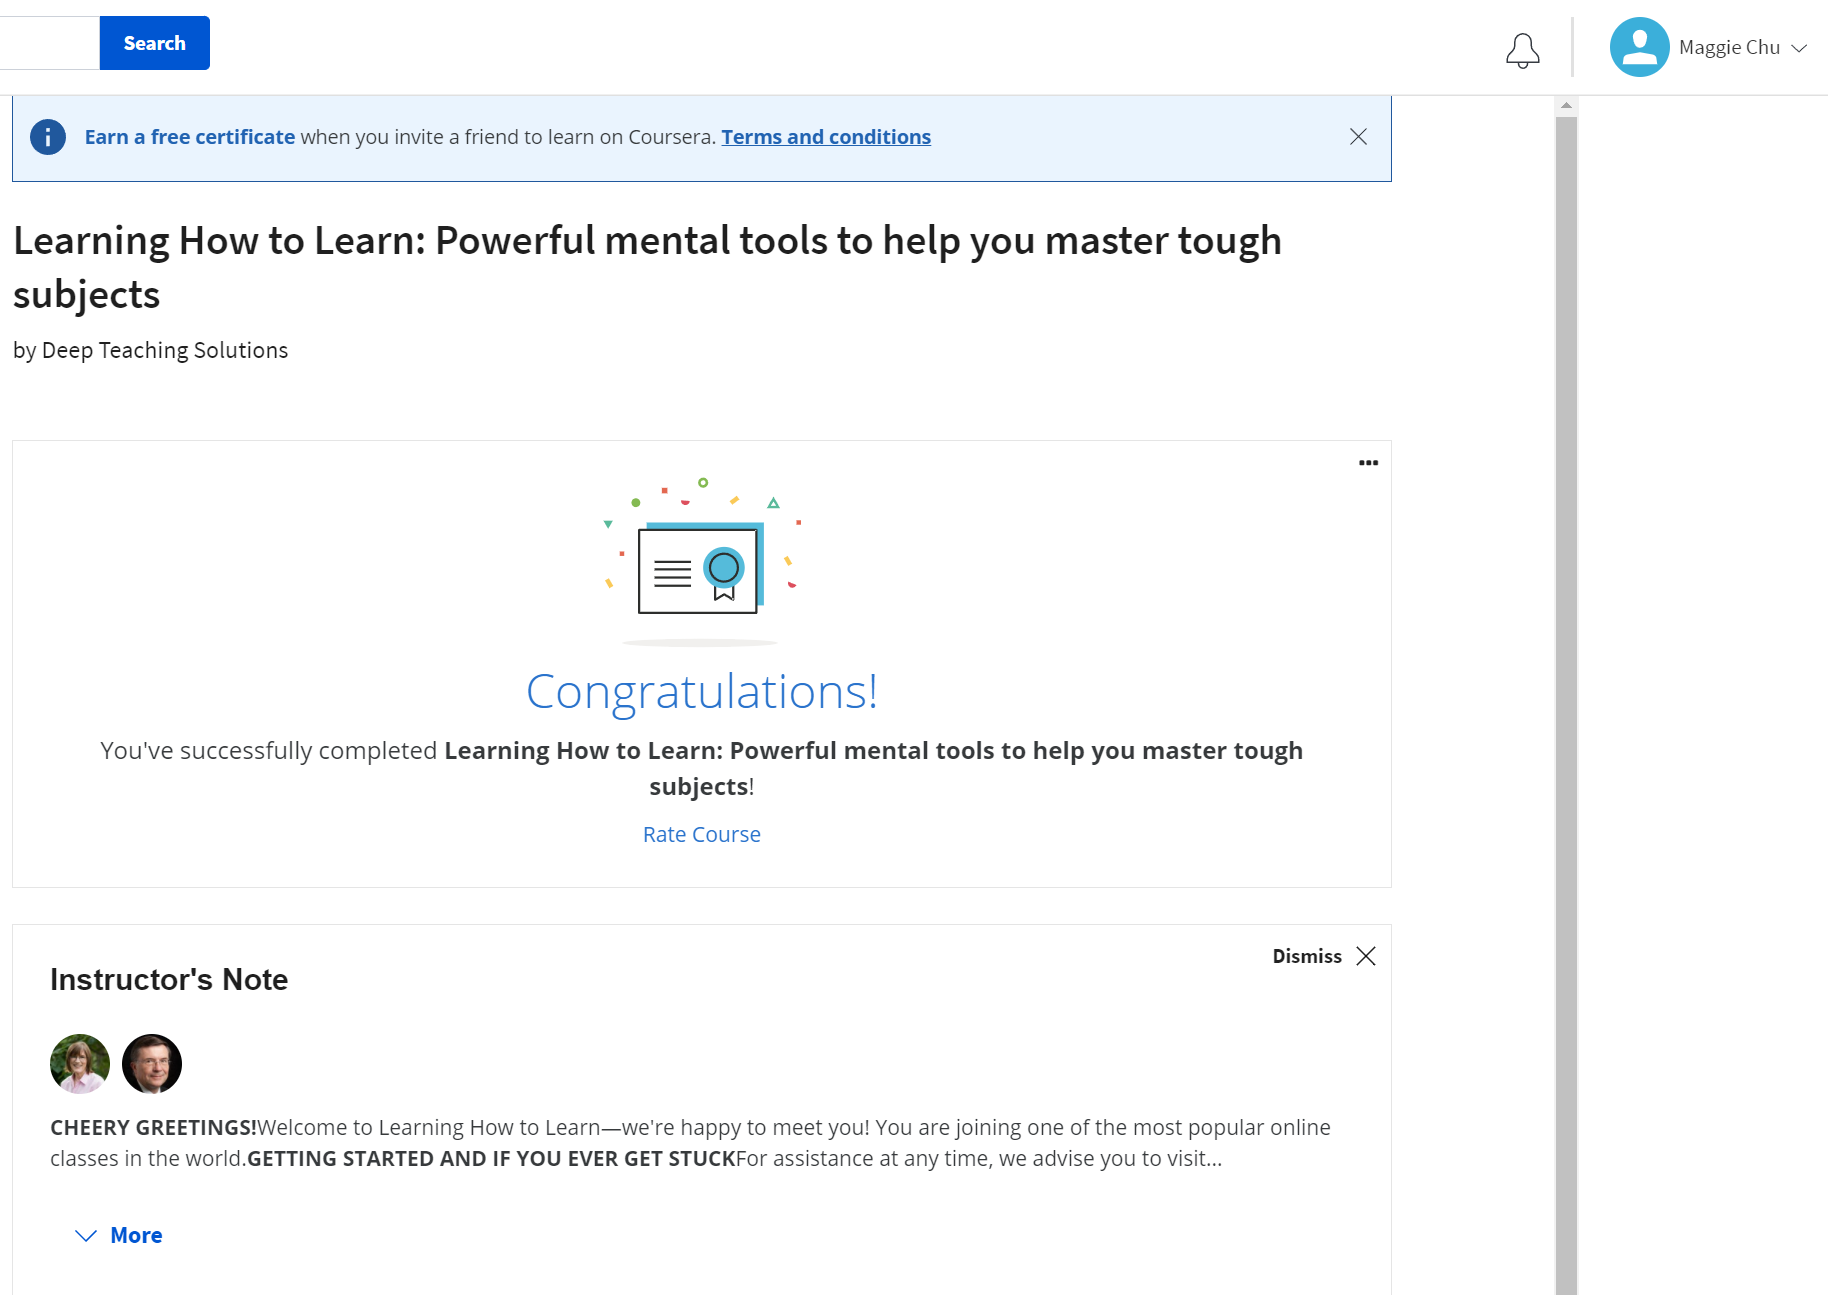 Search
Maggie Chu
Earn a free certificate when you invite a friend to learn on Coursera. Terms and conditions
Learning How to Learn: Powerful mental tools to help you master tough
subjects
by Deep Teaching Solutions
Congratulations!
You've successfully completed Learning How to Learn: Powerful mental tools to help you master tough
subjects!
Rate Course
Dismiss
Instructor's Note
CHEERY GREETINGS!Welcome to Learning How to Learn—we're happy to meet you! You are joining one of the most popular online
classes in the world.GETTING STARTED AND IF YOU EVER GET STUCKFor assistance at any time, we advise you to visit...
More